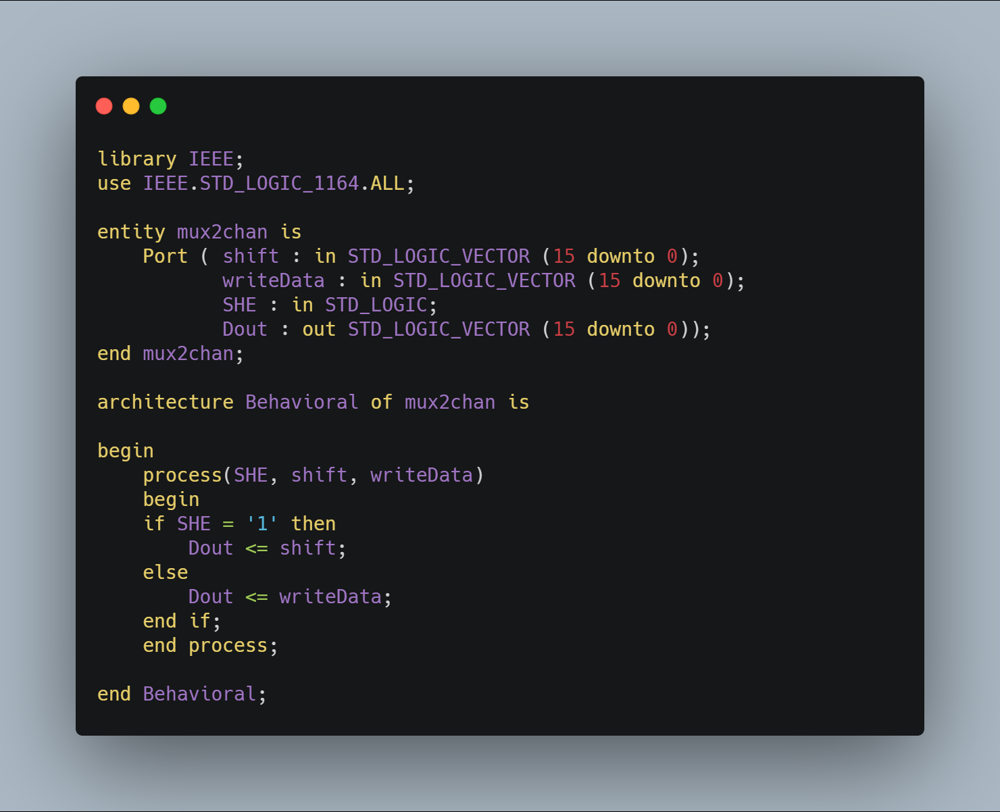 library IEEE;
use IEEE.STD_LOGIC_1164.ALL;

entity mux2chan is
    Port ( shift : in STD_LOGIC_VECTOR (15 downto 0);
           writeData : in STD_LOGIC_VECTOR (15 downto 0);
           SHE : in STD_LOGIC;
           Dout : out STD_LOGIC_VECTOR (15 downto 0));
end mux2chan;

architecture Behavioral of mux2chan is

begin
    process(SHE, shift, writeData)
    begin
    if SHE = '1' then
        Dout <= shift;
    else
        Dout <= writeData;
    end if;
    end process;

end Behavioral;